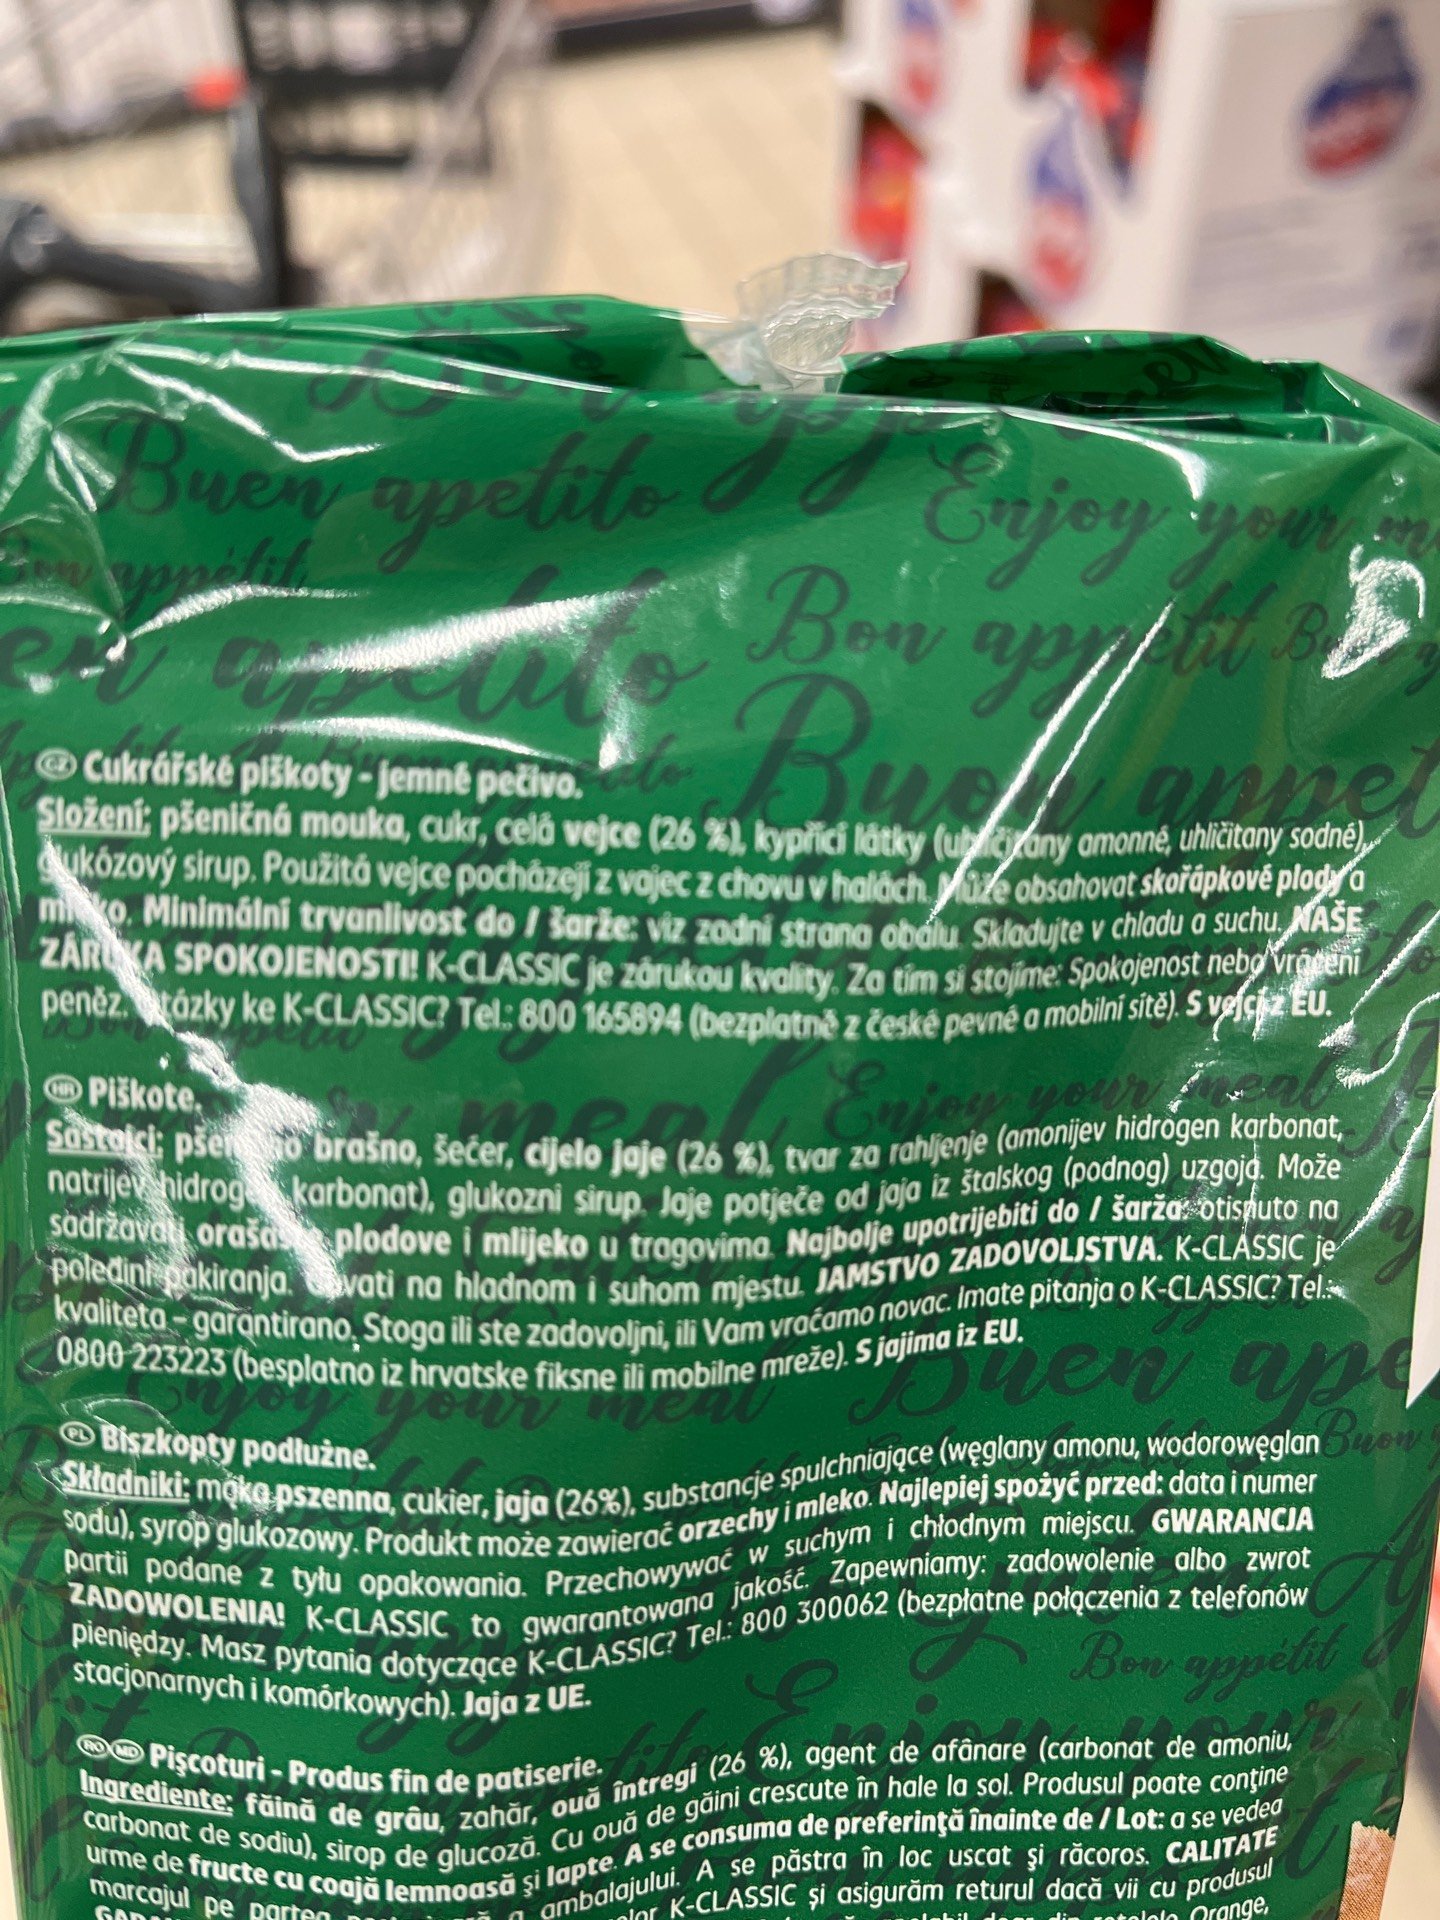 Buen apetito
Enjoy your
Bon appétit
en apetito
Bon appétit
Buon appet
CZ Cukrářské piškoty - jemné pečivo.
Složení: pšeničná mouka, cukr, celá vejce (26 %), kypřicí látky (uhličitany amonné, uhličitany sodné),
glukózový sirup. Použitá vejce pocházejí z vajec z chovu v halách. Může obsahovat skořápkové plody a
mléko. Minimální trvanlivost do / šarže: viz zadní strana obalu. Skladujte v chladu a suchu. NAŠE
ZÁRUKA SPOKOJENOSTI! K-CLASSIC je zárukou kvality. Za tím si stojíme: Spokojenost nebo vrácení
peněz. Otázky ke K-CLASSIC? Tel.: 800 165894 (bezplatně z české pevné a mobilní sítě). S vejci z EU.
Enjoy your meal
HR Piškote.
Sastojci: pšenično brašno, šećer, cijelo jaje (26 %), tvar za rahljenje (amonijev hidrogen karbonat,
natrijev hidrogen karbonat), glukozni sirup. Jaje potječe od jaja iz štalskog (podnog) uzgoja. Može
sadržavati orašaste plodove i mlijeko u tragovima. Najbolje upotrijebiti do / šarža: otisnuto na
poleđini pakiranja. Čuvati na hladnom i suhom mjestu. JAMSTVO ZADOVOLJSTVA. K-CLASSIC je
kvaliteta – garantirano. Stoga ili ste zadovoljni, ili Vam vraćamo novac. Imate pitanja o K-CLASSIC? Tel.:
0800 223223 (besplatno iz hrvatske fiksne ili mobilne mreže). S jajima iz EU.
Enjoy your meal
Buen ape
PL Biszkopty podłużne.
Składniki: mąka pszenna, cukier, jaja (26%), substancje spulchniające (węglany amonu, wodorowęglan
sodu), syrop glukozowy. Produkt może zawierać orzechy i mleko. Najlepiej spożyć przed: data i numer
partii podane z tyłu opakowania. Przechowywać w suchym i chłodnym miejscu. GWARANCJA
ZADOWOLENIA! K-CLASSIC to gwarantowana jakość. Zapewniamy: zadowolenie albo zwrot
pieniędzy. Masz pytania dotyczące K-CLASSIC? Tel.: 800 300062 (bezpłatne połączenia z telefonów
stacjonarnych i komórkowych). Jaja z UE.
Bon appétit
Enjoy your
RO MD Pişcoturi - Produs fin de patiserie.
Ingrediente: făină de grâu, zahăr, ouă întregi (26 %), agent de afânare (carbonat de amoniu,
carbonat de sodiu), sirop de glucoză. Cu ouă de găini crescute în hale la sol. Produsul poate conţine
urme de fructe cu coajă lemnoasă şi lapte. A se consuma de preferinţă înainte de / Lot: a se vedea
marcajul pe partea ambalajului. A se păstra în loc uscat şi răcoros. CALITATE
K-CLASSIC şi asigurăm returul dacă vii cu produsul
doar din reţelele Orange,